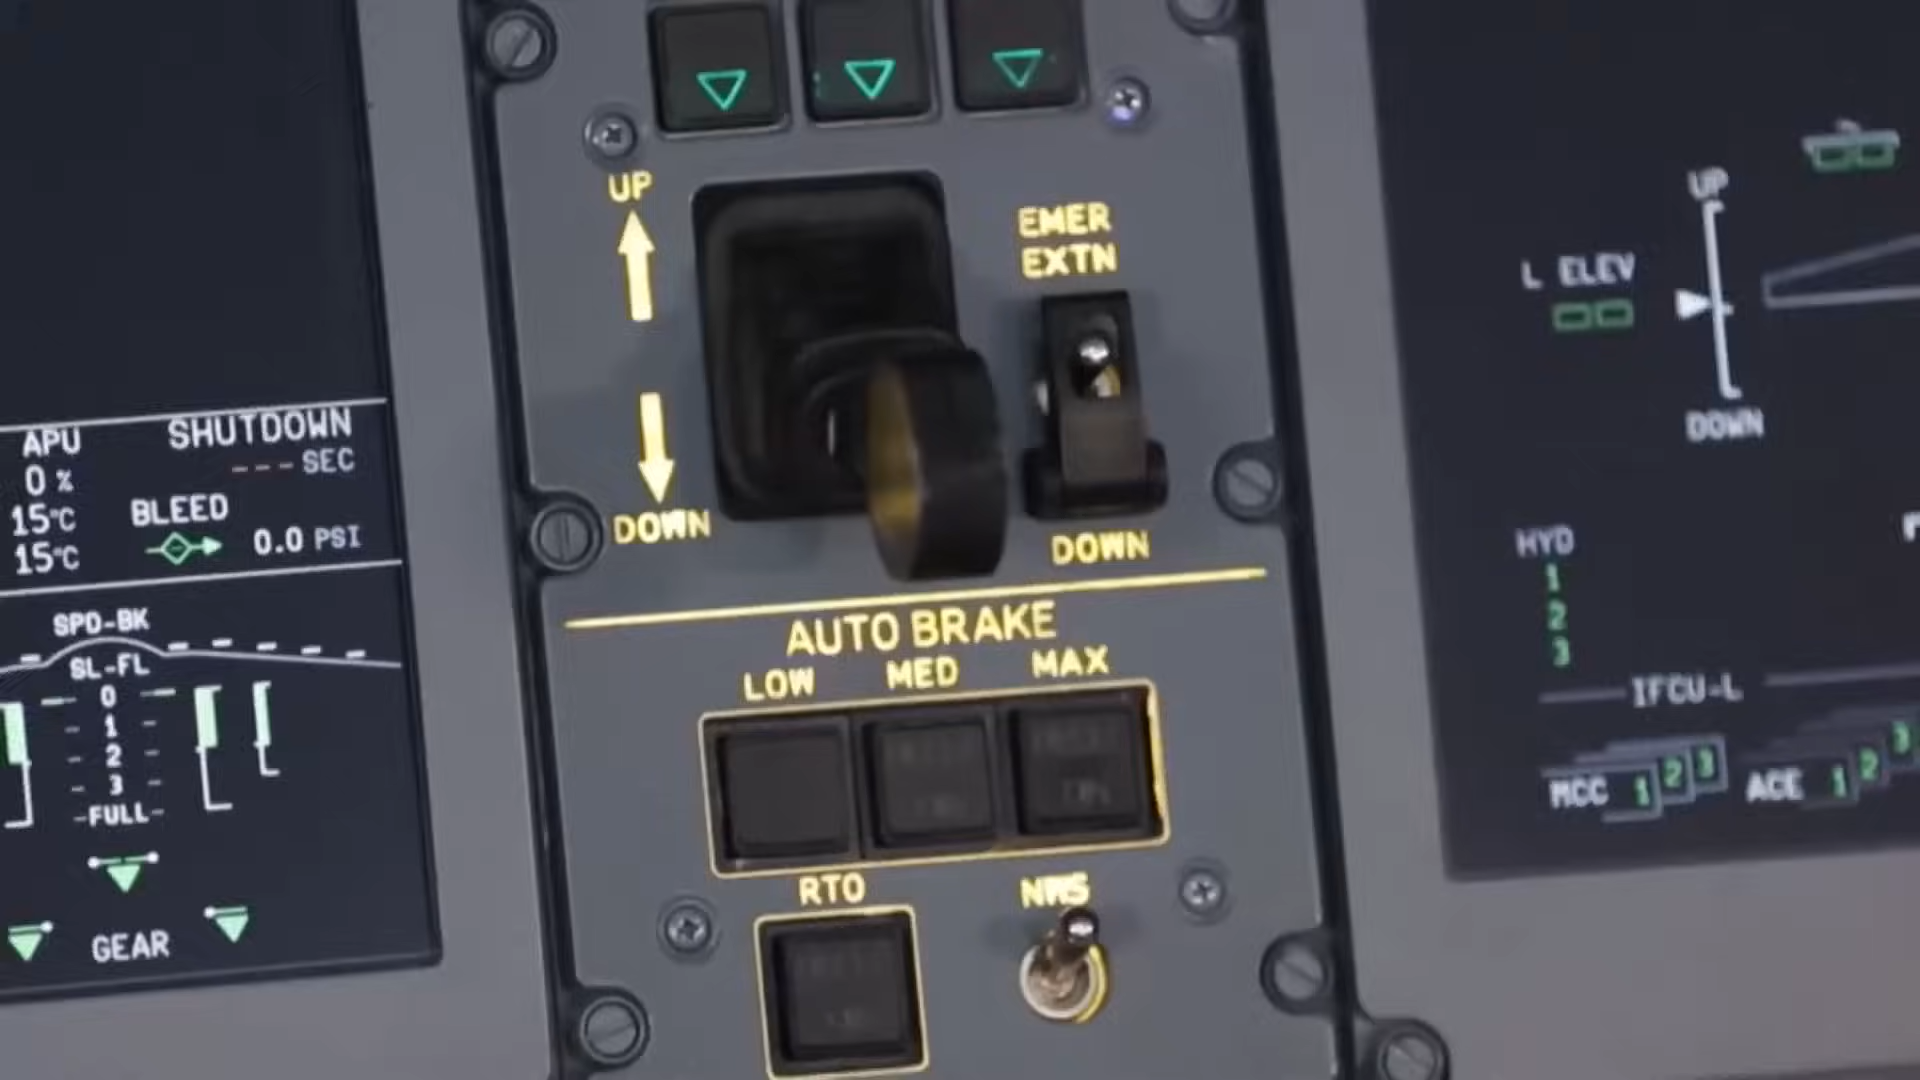 APU
SHUTDOWN
0 %
--- SEC
15°C
BLEED
15°C
0.0 PSI
SPD-BK
SL-FL
0
1
2
3
-FULL-
GEAR
UP
DOWN
EMER
EXTN
DOWN
AUTO BRAKE
LOW MED MAX
RTO NWS
UP
L ELEV
DOWN
HYD
1
2
3
IFCU-L
MCC 1 2 3 ACE 1 2 3